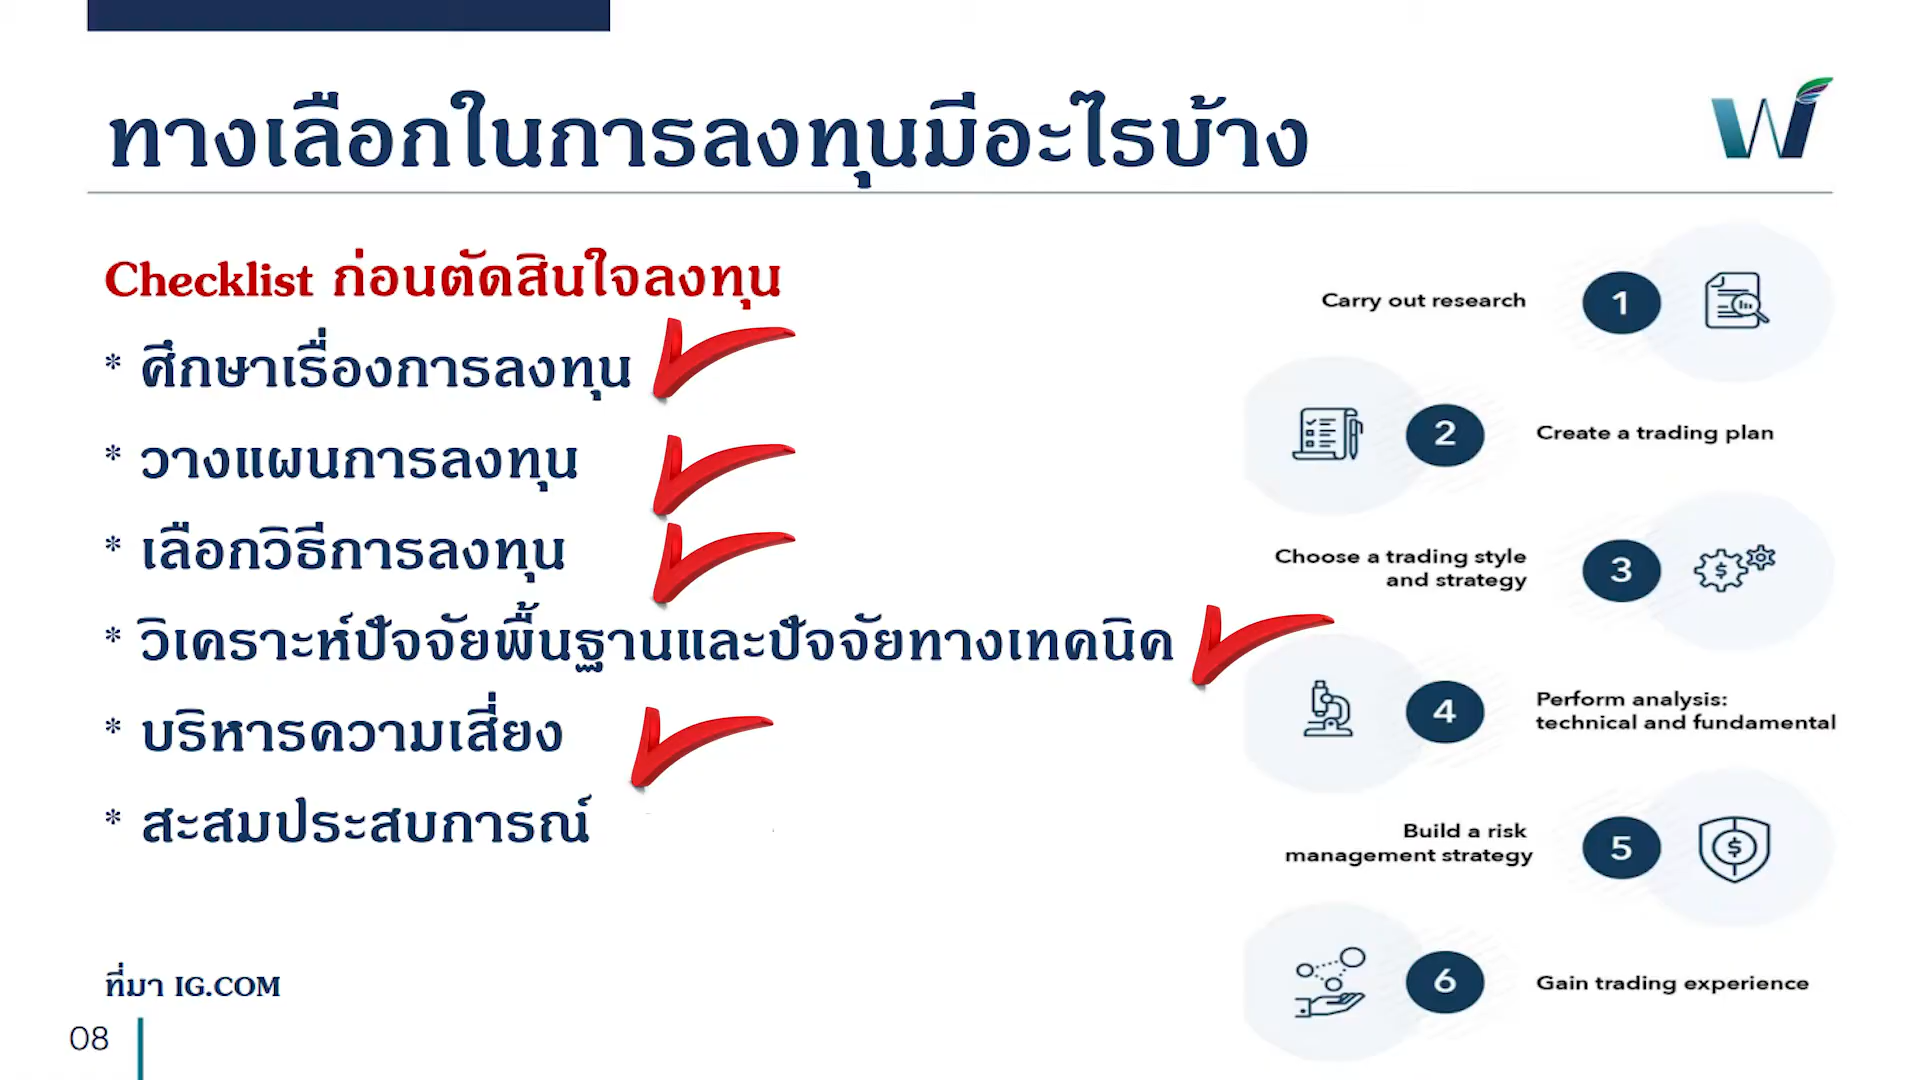 ทางเลือกในการลงทุนมีอะไรบ้าง
W
Checklist ก่อนตัดสินใจลงทุน
* ศึกษาเรื่องการลงทุน
* วางแผนการลงทุน
* เลือกวิธีการลงทุน
* วิเคราะห์ปัจจัยพื้นฐานและปัจจัยทางเทคนิค
* บริหารความเสี่ยง
* สะสมประสบการณ์
ที่มา IG.COM
08
Carry out research
1
2
Create a trading plan
Choose a trading style
and strategy
3
$
4
Perform analysis:
technical and fundamental
Build a risk
management strategy
5
$
6
Gain trading experience